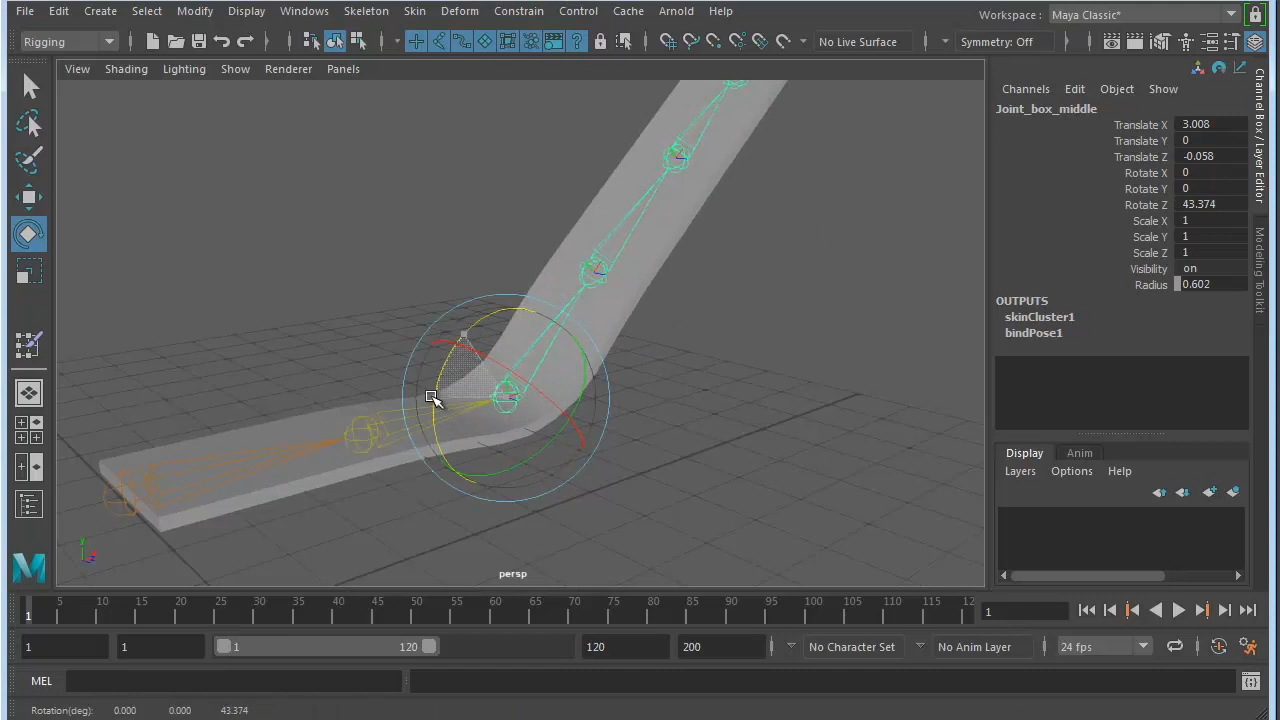 File Edit Create Select Modify Display Windows Skeleton Skin Deform Constrain Control Cache Arnold Help Workspace : Maya Classic*
Rigging No Live Surface Symmetry: Off
View Shading Lighting Show Renderer Panels
Channels Edit Object Show
Joint_box_middle
Translate X 3.008
Translate Y 0
Translate Z -0.058
Rotate X 0
Rotate Y 0
Rotate Z 43.374
Scale X 1
Scale Y 1
Scale Z 1
Visibility on
Radius 0.602
OUTPUTS
skinCluster1
bindPose1
Channel Box / Layer Editor
Modeling Toolkit
Display Anim
Layers Options Help
y
persp
1 5 10 15 20 25 30 35 40 45 50 55 60 65 70 75 80 85 90 95 100 105 110 115 12 1
1 1 1 120 120 200 No Character Set No Anim Layer 24 fps
MEL
Rotation(deg): 0.000 0.000 43.374